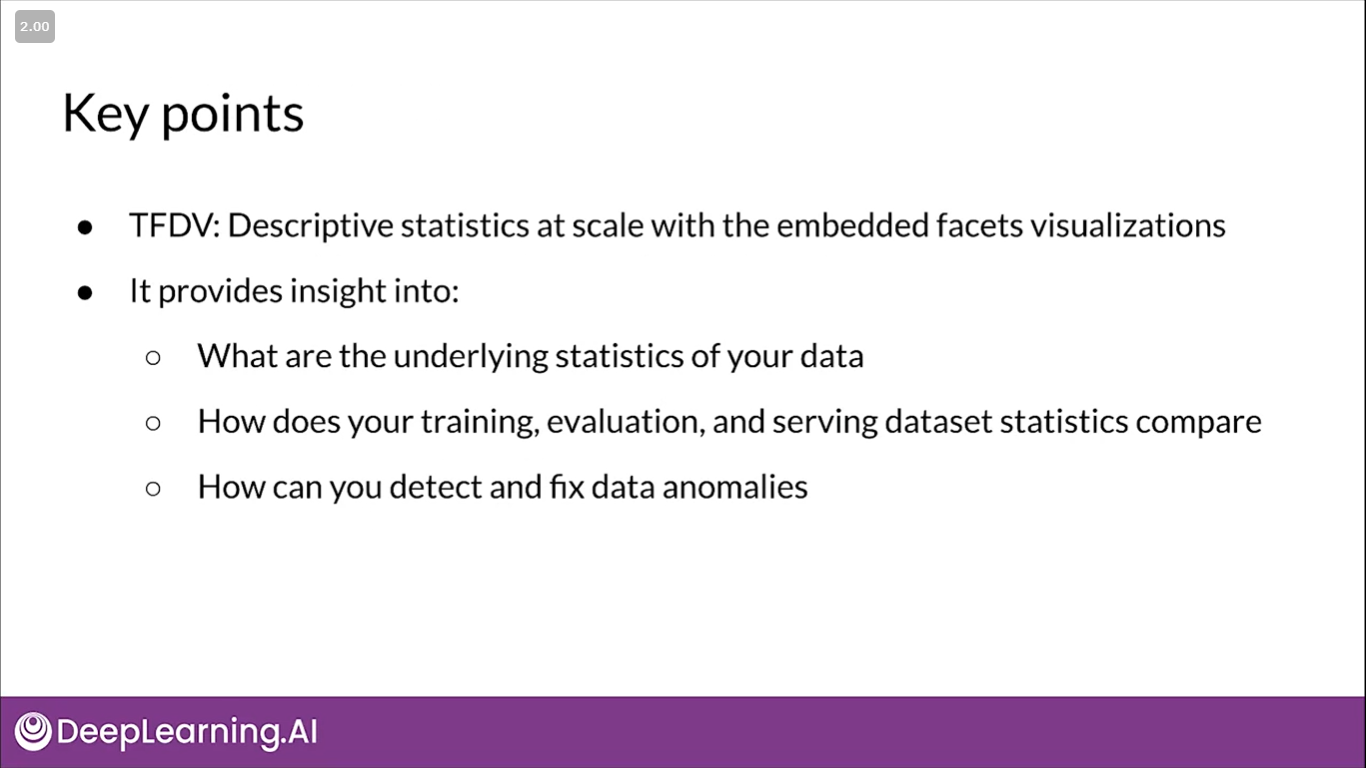 2.00
Key points
● TFDV: Descriptive statistics at scale with the embedded facets visualizations
● It provides insight into:
○ What are the underlying statistics of your data
○ How does your training, evaluation, and serving dataset statistics compare
○ How can you detect and fix data anomalies
DeepLearning.AI